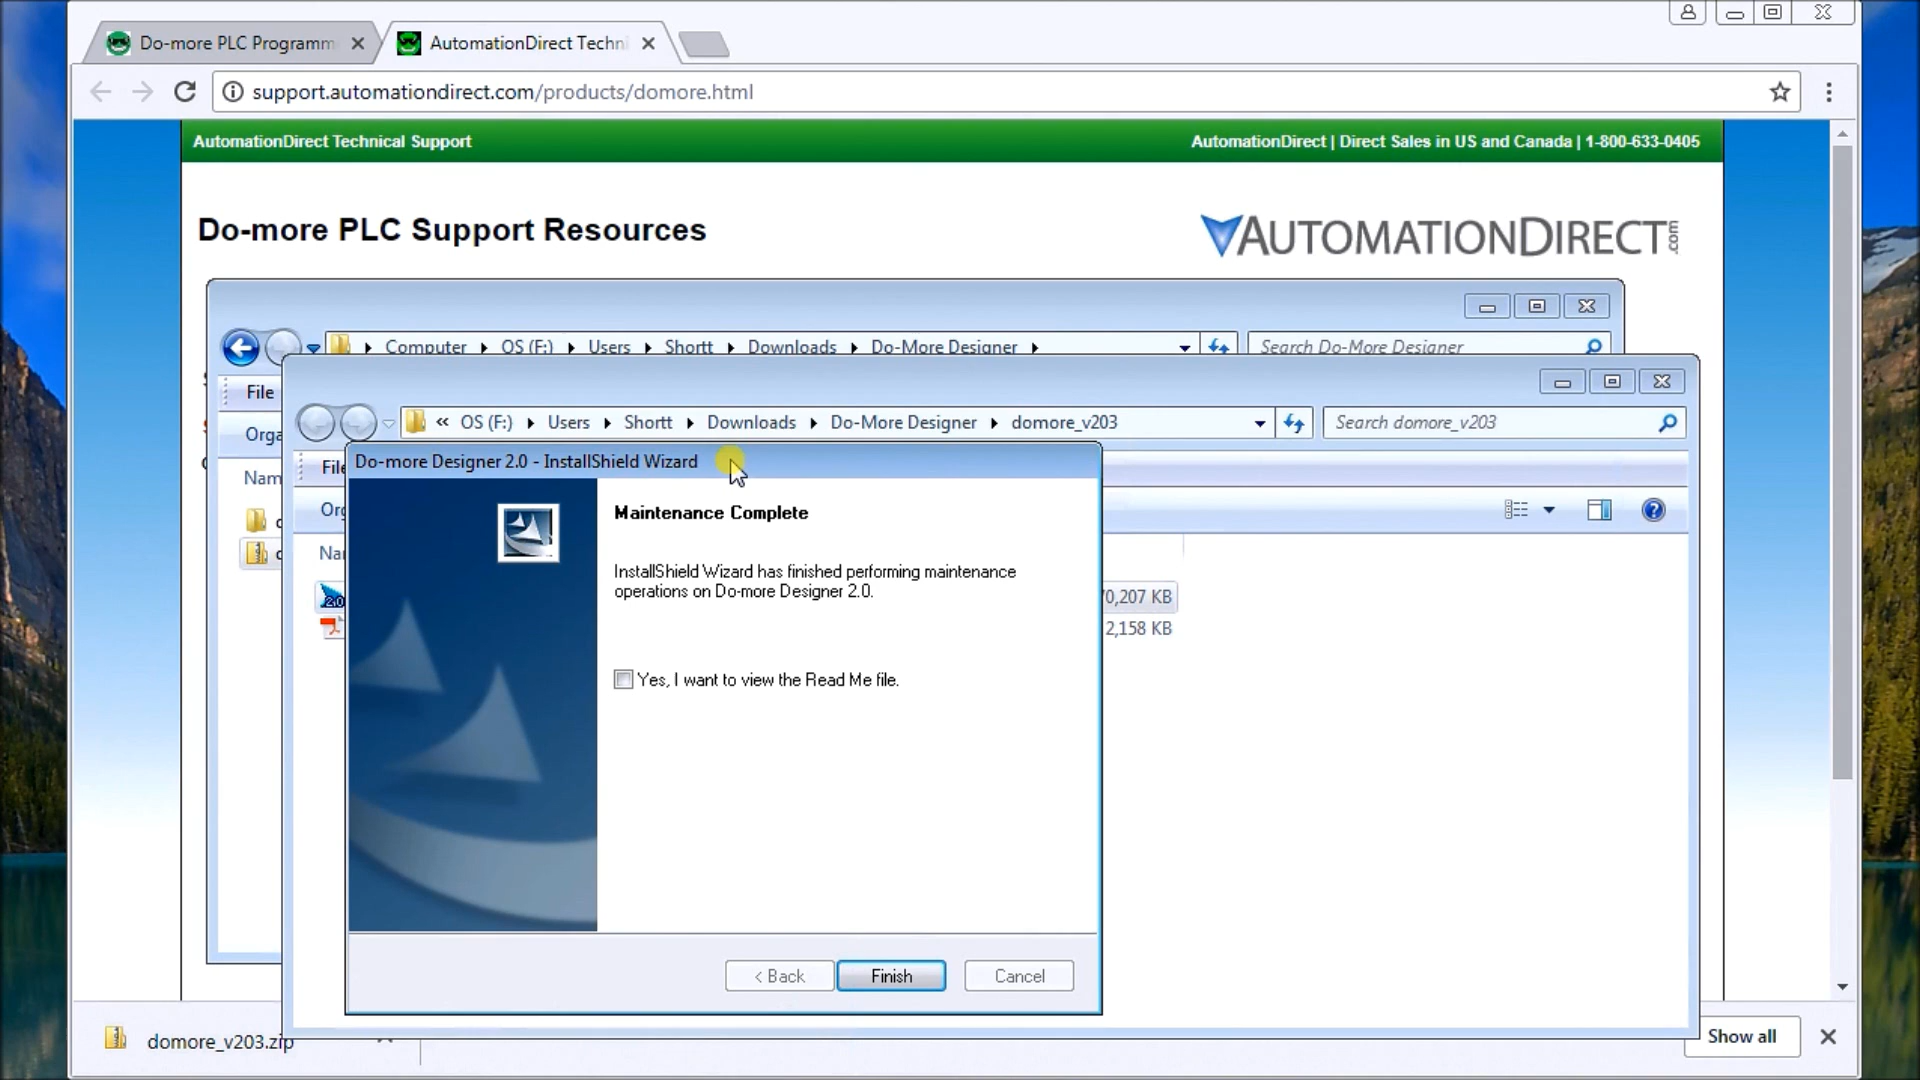 Do-more PLC Programm
AutomationDirect Techni
support.automationdirect.com/products/domore.html
AutomationDirect Technical Support
AutomationDirect | Direct Sales in US and Canada | 1-800-633-0405
Do-more PLC Support Resources
AUTOMATIONDIRECT.com
Computer OS (F:) Users Shortt Downloads Do-More Designer
Search Do-More Designer
File
« OS (F:) Users Shortt Downloads Do-More Designer domore_v203
Search domore_v203
Orga
File
Do-more Designer 2.0 - InstallShield Wizard
Nam
Org
Maintenance Complete
Nar
InstallShield Wizard has finished performing maintenance
operations on Do-more Designer 2.0.
2.0
0,207 KB
2,158 KB
Yes, I want to view the Read Me file.
< Back
Finish
Cancel
domore_v203.zip
Show all